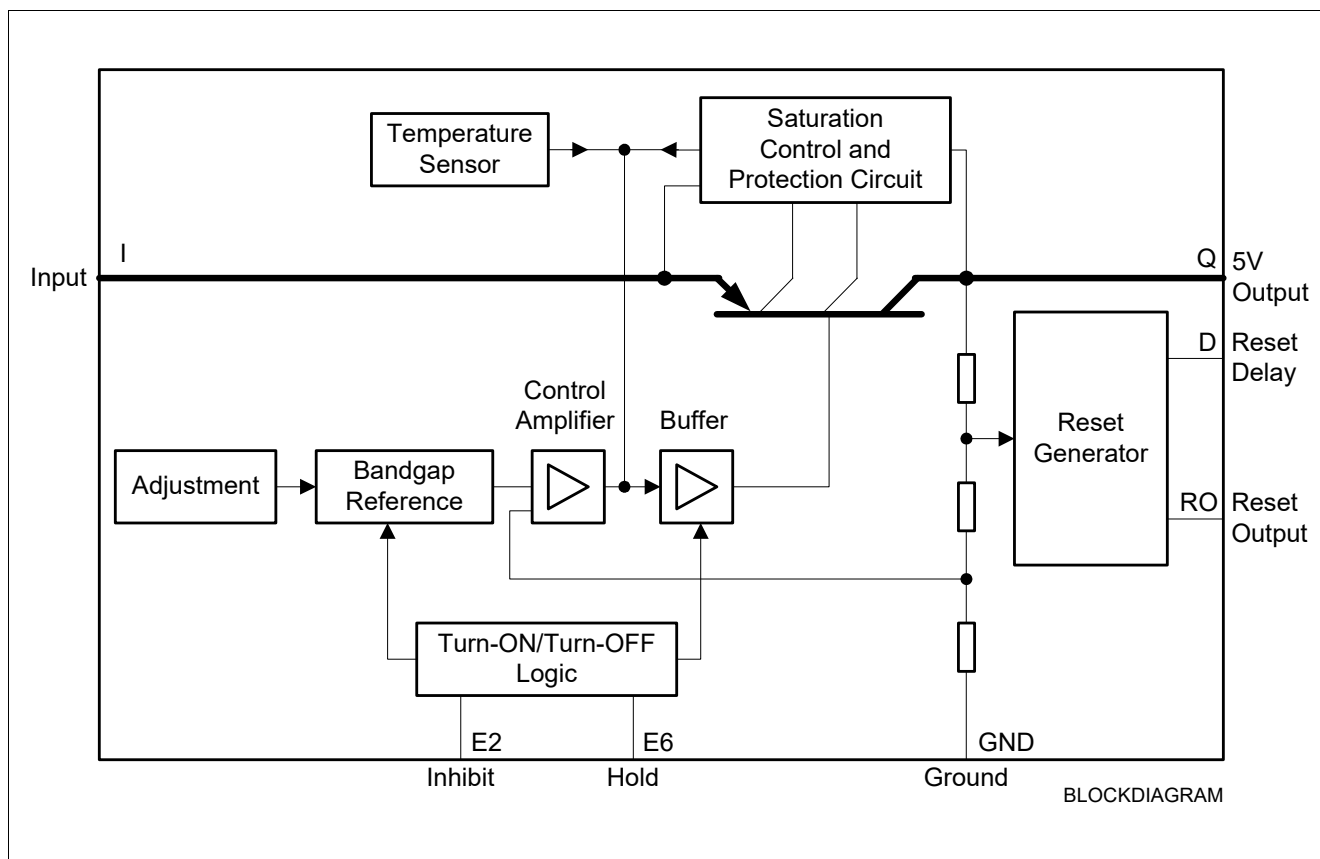 Temperature
Sensor
Saturation
Control and
Protection Circuit
I
Input
Q
5V
Output
D
Reset
Delay
Control
Amplifier
Buffer
Reset
Generator
Adjustment
Bandgap
Reference
RO
Reset
Output
Turn-ON/Turn-OFF
Logic
E2
Inhibit
E6
Hold
GND
Ground
BLOCKDIAGRAM